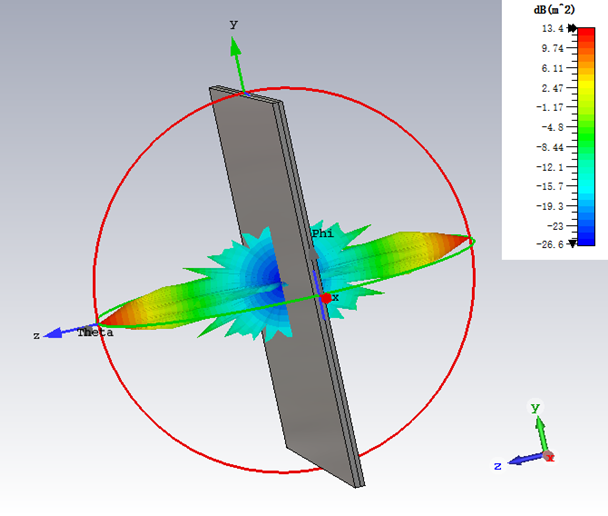 dB(m^2)
13.4
9.74
6.11
2.47
-1.17
-4.8
-8.44
-12.1
-15.7
-19.3
-23
-26.6
y
Phi
x
z
Theta
y
z
x